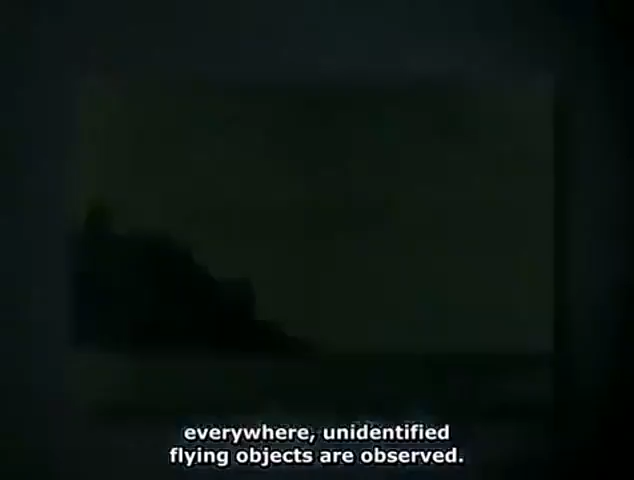 everywhere, unidentified
flying objects are observed.